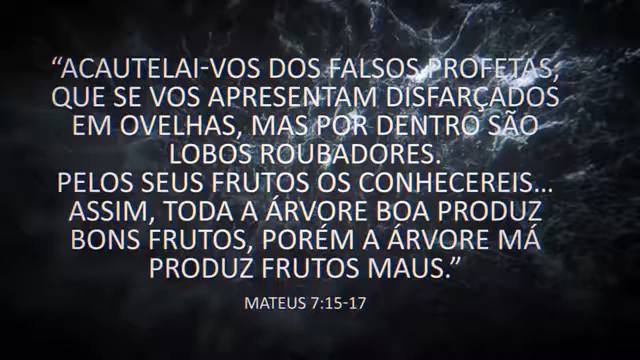 “ACAUTELAI-VOS DOS FALSOS PROFETAS,
QUE SE VOS APRESENTAM DISFARÇADOS
EM OVELHAS, MAS POR DENTRO SÃO
LOBOS ROUBADORES.
PELOS SEUS FRUTOS OS CONHECEREIS...
ASSIM, TODA A ÁRVORE BOA PRODUZ
BONS FRUTOS, PORÉM A ÁRVORE MÁ
PRODUZ FRUTOS MAUS.”
MATEUS 7:15-17